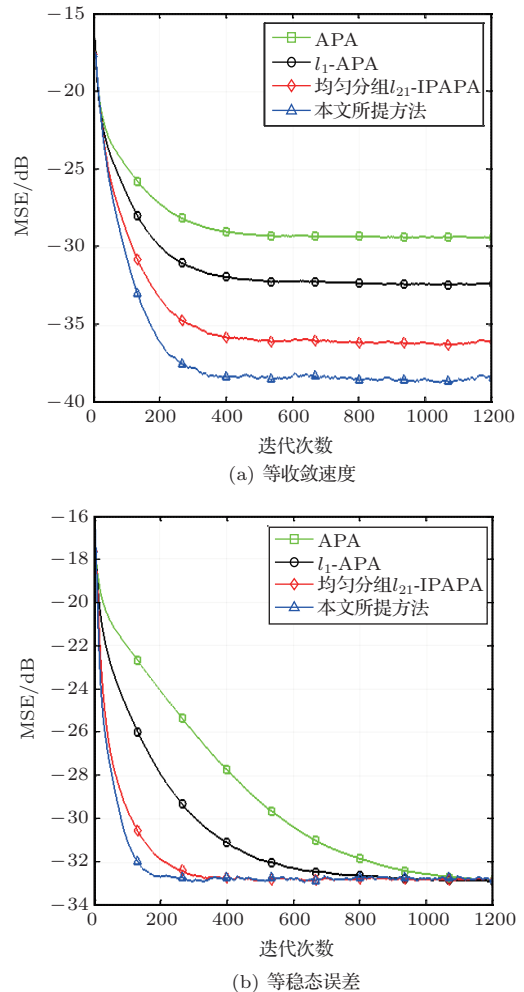 −15
−20
−25
−30
−35
−40
MSE/dB
APA
l1-APA
均匀分组l21-IPAPA
本文所提方法
0 200 400 600 800 1000 1200
迭代次数
(a) 等收敛速度
−16
−18
−20
−22
−24
−26
−28
−30
−32
−34
MSE/dB
APA
l1-APA
均匀分组l21-IPAPA
本文所提方法
0 200 400 600 800 1000 1200
迭代次数
(b) 等稳态误差